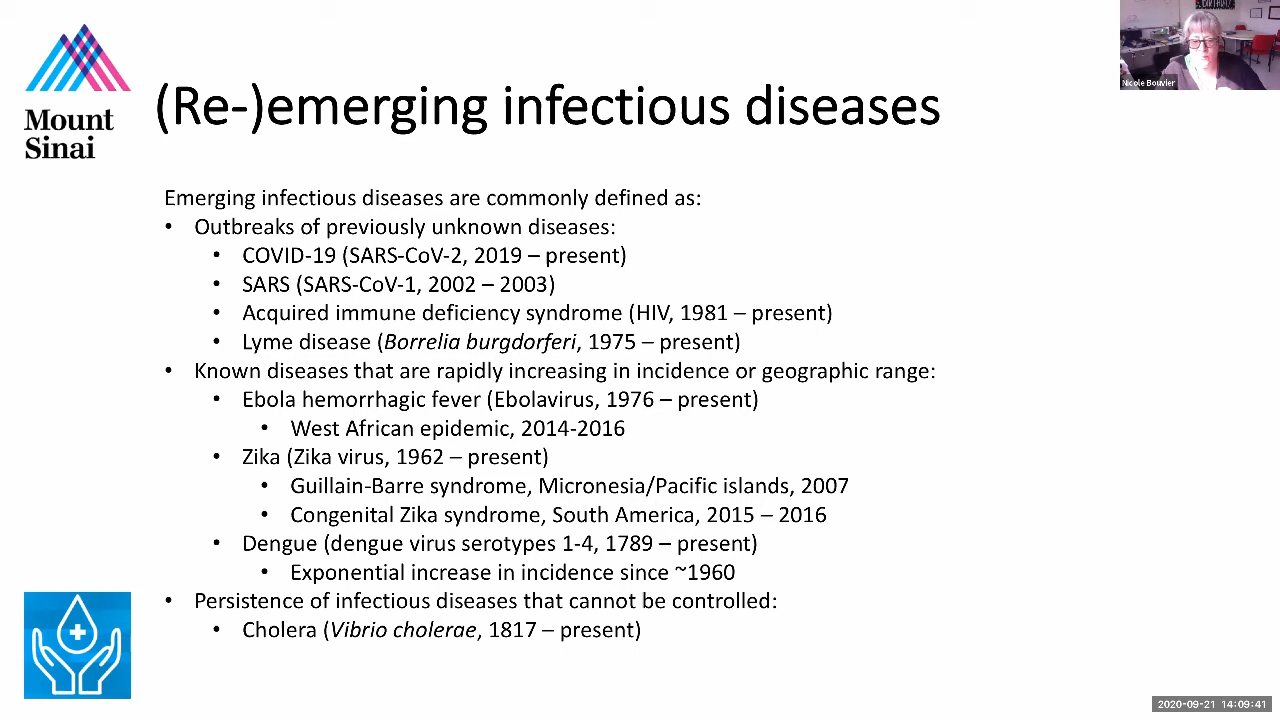 Mount
Sinai
(Re-)emerging infectious diseases
Nicole Bouvier
Emerging infectious diseases are commonly defined as:
• Outbreaks of previously unknown diseases:
• COVID-19 (SARS-CoV-2, 2019 – present)
• SARS (SARS-CoV-1, 2002 – 2003)
• Acquired immune deficiency syndrome (HIV, 1981 – present)
• Lyme disease (Borrelia burgdorferi, 1975 – present)
• Known diseases that are rapidly increasing in incidence or geographic range:
• Ebola hemorrhagic fever (Ebolavirus, 1976 – present)
• West African epidemic, 2014-2016
• Zika (Zika virus, 1962 – present)
• Guillain-Barre syndrome, Micronesia/Pacific islands, 2007
• Congenital Zika syndrome, South America, 2015 – 2016
• Dengue (dengue virus serotypes 1-4, 1789 – present)
• Exponential increase in incidence since ~1960
• Persistence of infectious diseases that cannot be controlled:
• Cholera (Vibrio cholerae, 1817 – present)
2020-09-21 14:09:41